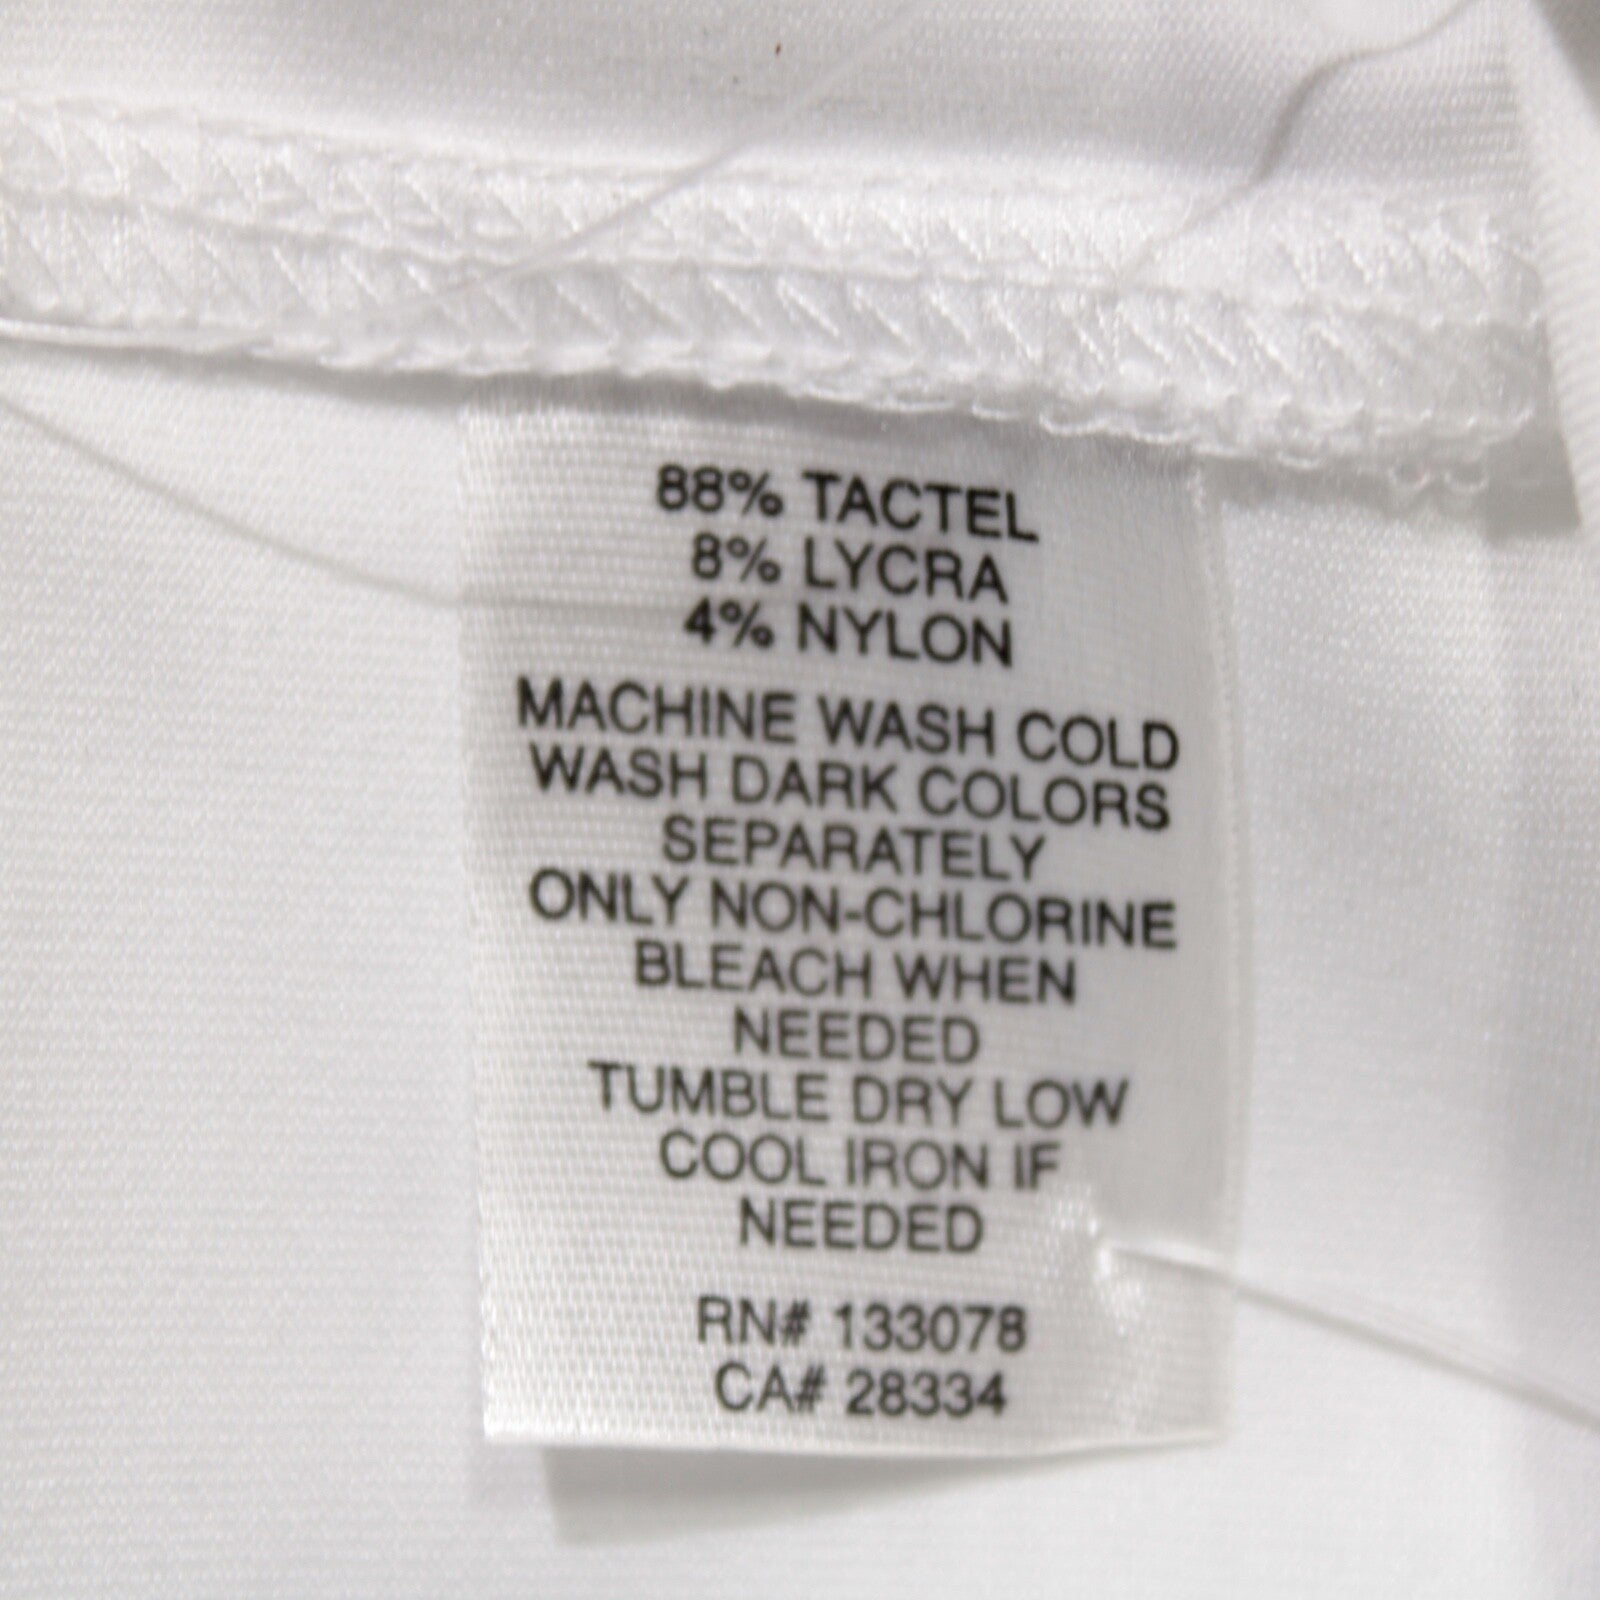 88% TACTEL
8% LYCRA
4% NYLON
MACHINE WASH COLD
WASH DARK COLORS
SEPARATELY
ONLY NON-CHLORINE
BLEACH WHEN
NEEDED
TUMBLE DRY LOW
COOL IRON IF
NEEDED
RN# 133078
CA# 28334